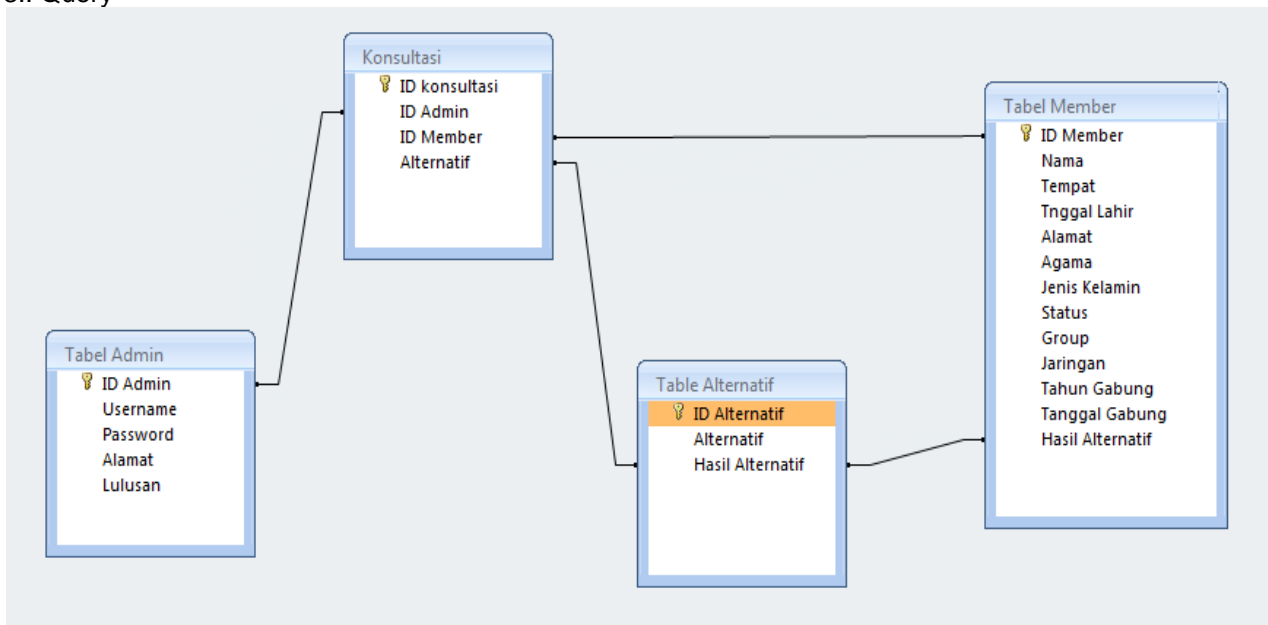 Query
Konsultasi
ID konsultasi
ID Admin
ID Member
Alternatif
Tabel Member
ID Member
Nama
Tempat
Tnggal Lahir
Alamat
Agama
Jenis Kelamin
Status
Group
Jaringan
Tahun Gabung
Tanggal Gabung
Hasil Alternatif
Tabel Admin
ID Admin
Username
Password
Alamat
Lulusan
Table Alternatif
ID Alternatif
Alternatif
Hasil Alternatif